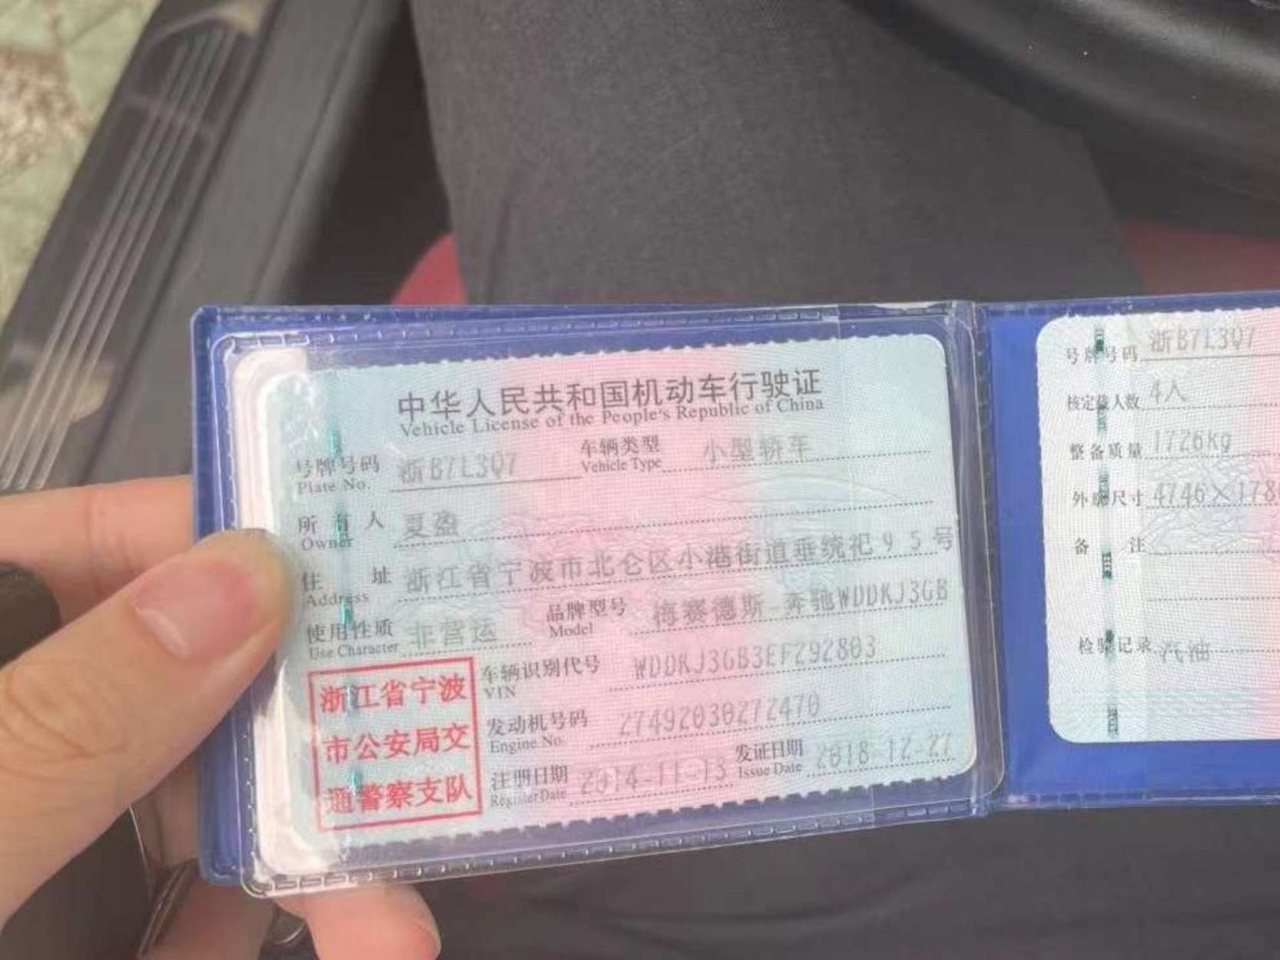 中华人民共和国机动车行驶证
Vehicle License of the People's Republic of China
号牌号码 浙B7L3Q7 车辆类型 小型轿车
Plate No. Vehicle Type
所有人 夏盈
Owner
住址 浙江省宁波市北仑区小港街道垂统祀95号
Address
使用性质 非营运 品牌型号 梅赛德斯-奔驰WDDKJ3GB
Use Character Model
车辆识别代号 WDDKJ3GB3EF292803
VIN
发动机号码 27492030272470
Engine No.
注册日期 2014-11-13 发证日期 2018-12-27
Register Date Issue Date
浙江省宁波
市公安局交
通警察支队
号牌号码 浙B7L3Q7
核定载人数 4人
整备质量 1726kg
外廓尺寸 4746×178
备注
检验记录 汽油